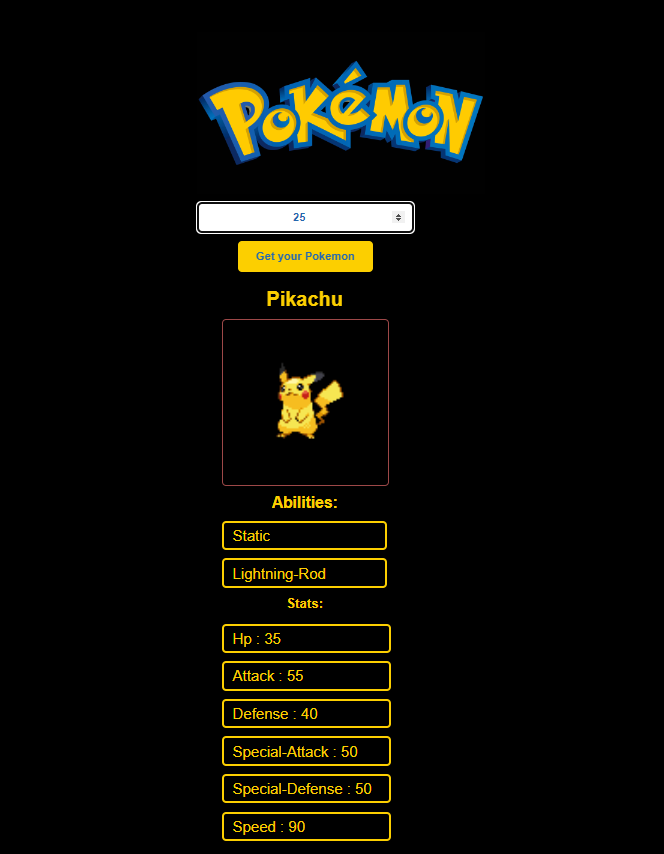 Pokémon
25
Get your Pokemon
Pikachu
Abilities:
Static
Lightning-Rod
Stats:
Hp : 35
Attack : 55
Defense : 40
Special-Attack : 50
Special-Defense : 50
Speed : 90